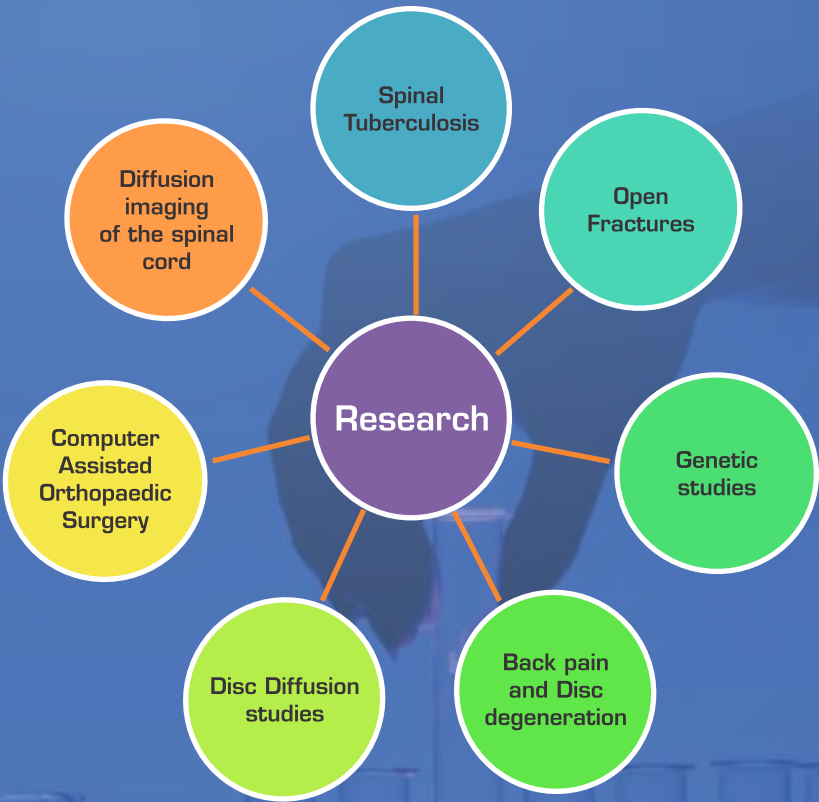 Spinal
Tuberculosis
Open
Fractures
Diffusion
imaging
of the spinal
cord
Research
Genetic
studies
Computer
Assisted
Orthopaedic
Surgery
Back pain
and Disc
degeneration
Disc Diffusion
studies